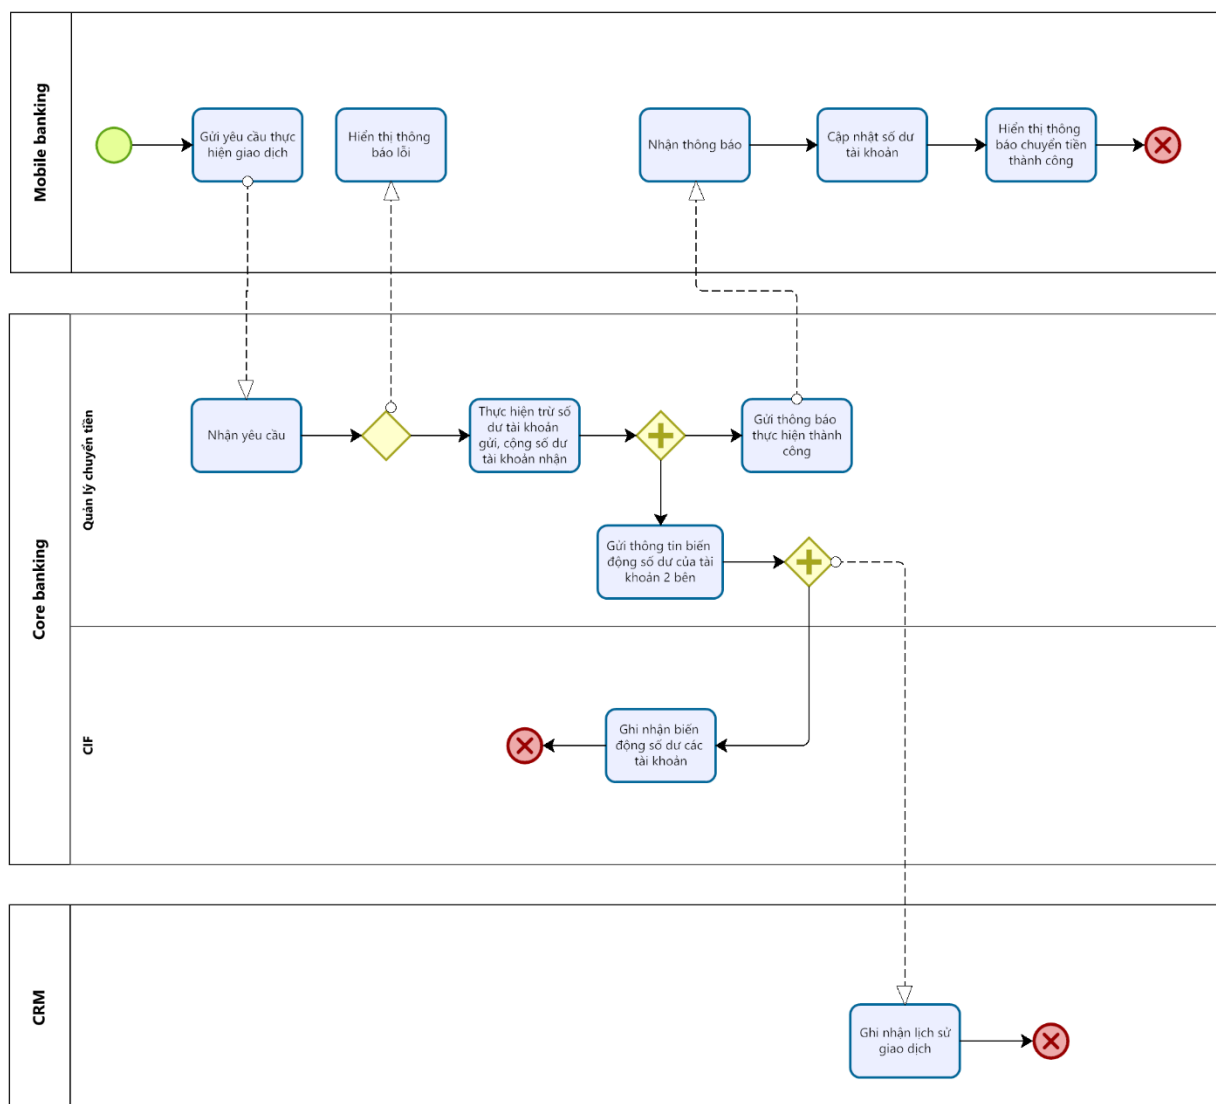 Mobile banking
Gửi yêu cầu thực
hiện giao dịch
Hiển thị thông
báo lỗi
Nhận thông báo
Cập nhật số dư
tài khoản
Hiển thị thông
báo chuyển tiền
thành công
Core banking
Quản lý chuyển tiền
Nhận yêu cầu
Thực hiện trừ số
dư tài khoản
gửi, cộng số dư
tài khoản nhận
Gửi thông báo
thực hiện thành
công
Gửi thông tin biến
động số dư của tài
khoản 2 bên
CIF
Ghi nhận biến
động số dư các
tài khoản
CRM
Ghi nhận lịch sử
giao dịch